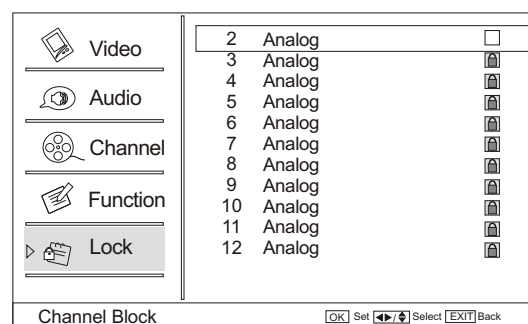 Video
Audio
Channel
Function
Lock
2 Analog
3 Analog
4 Analog
5 Analog
6 Analog
7 Analog
8 Analog
9 Analog
10 Analog
11 Analog
12 Analog
Channel Block
OK Set / Select EXIT Back